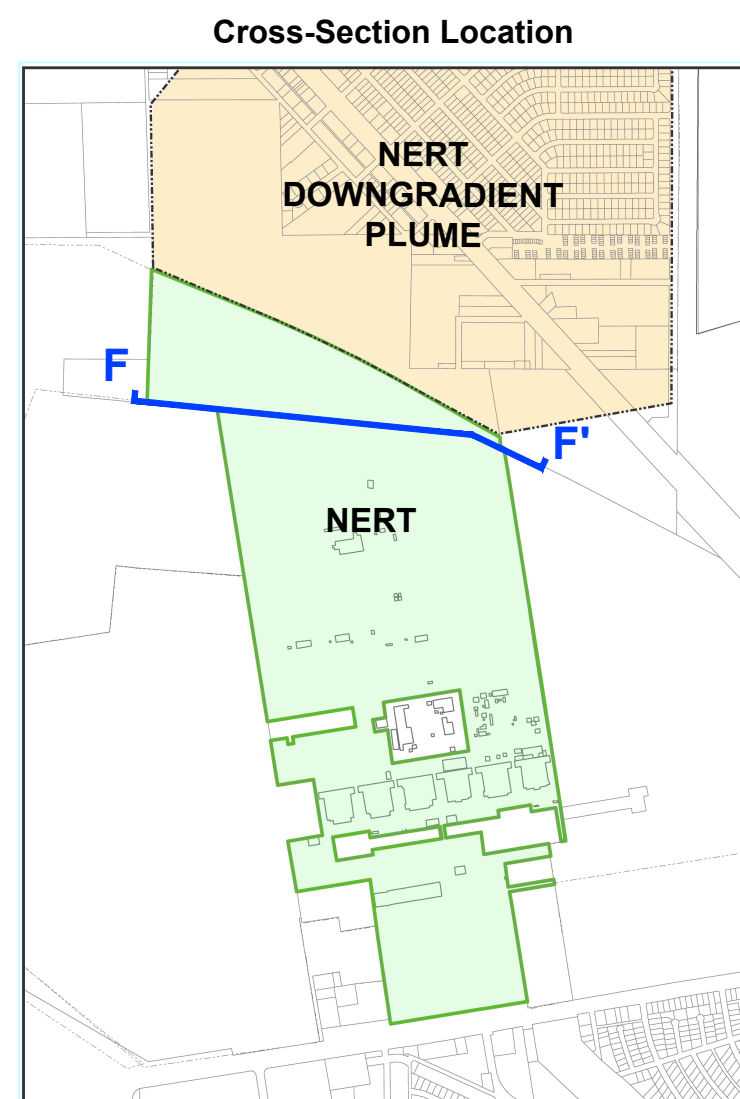 Cross-Section Location
NERT
DOWNGRADIENT
PLUME
F
F'
NERT